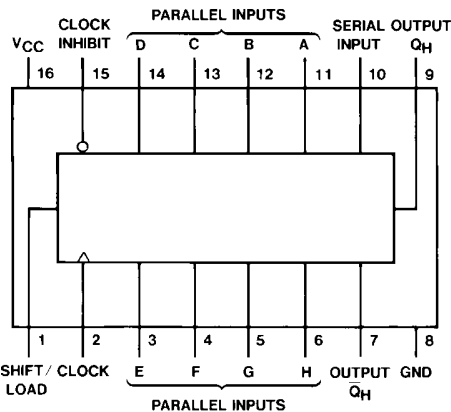 PARALLEL INPUTS
CLOCK INHIBIT
SERIAL INPUT
OUTPUT QH
VCC
D C B A
16 15 14 13 12 11 10 9
1 2 3 4 5 6 7 8
SHIFT/ LOAD
CLOCK
E F G H
OUTPUT Q̅H
GND
PARALLEL INPUTS